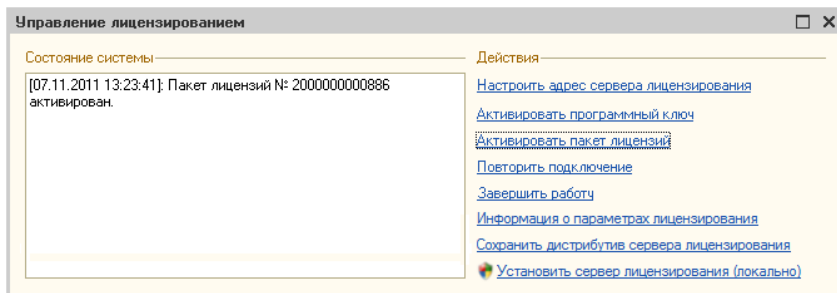 Управление лицензированием
Состояние системы
[07.11.2011 13:23:41]: Пакет лицензий № 2000000000886
активирован.
Действия
Настроить адрес сервера лицензирования
Активировать программный ключ
Активировать пакет лицензий
Повторить подключение
Завершить работу
Информация о параметрах лицензирования
Сохранить дистрибутив сервера лицензирования
Установить сервер лицензирования (локально)